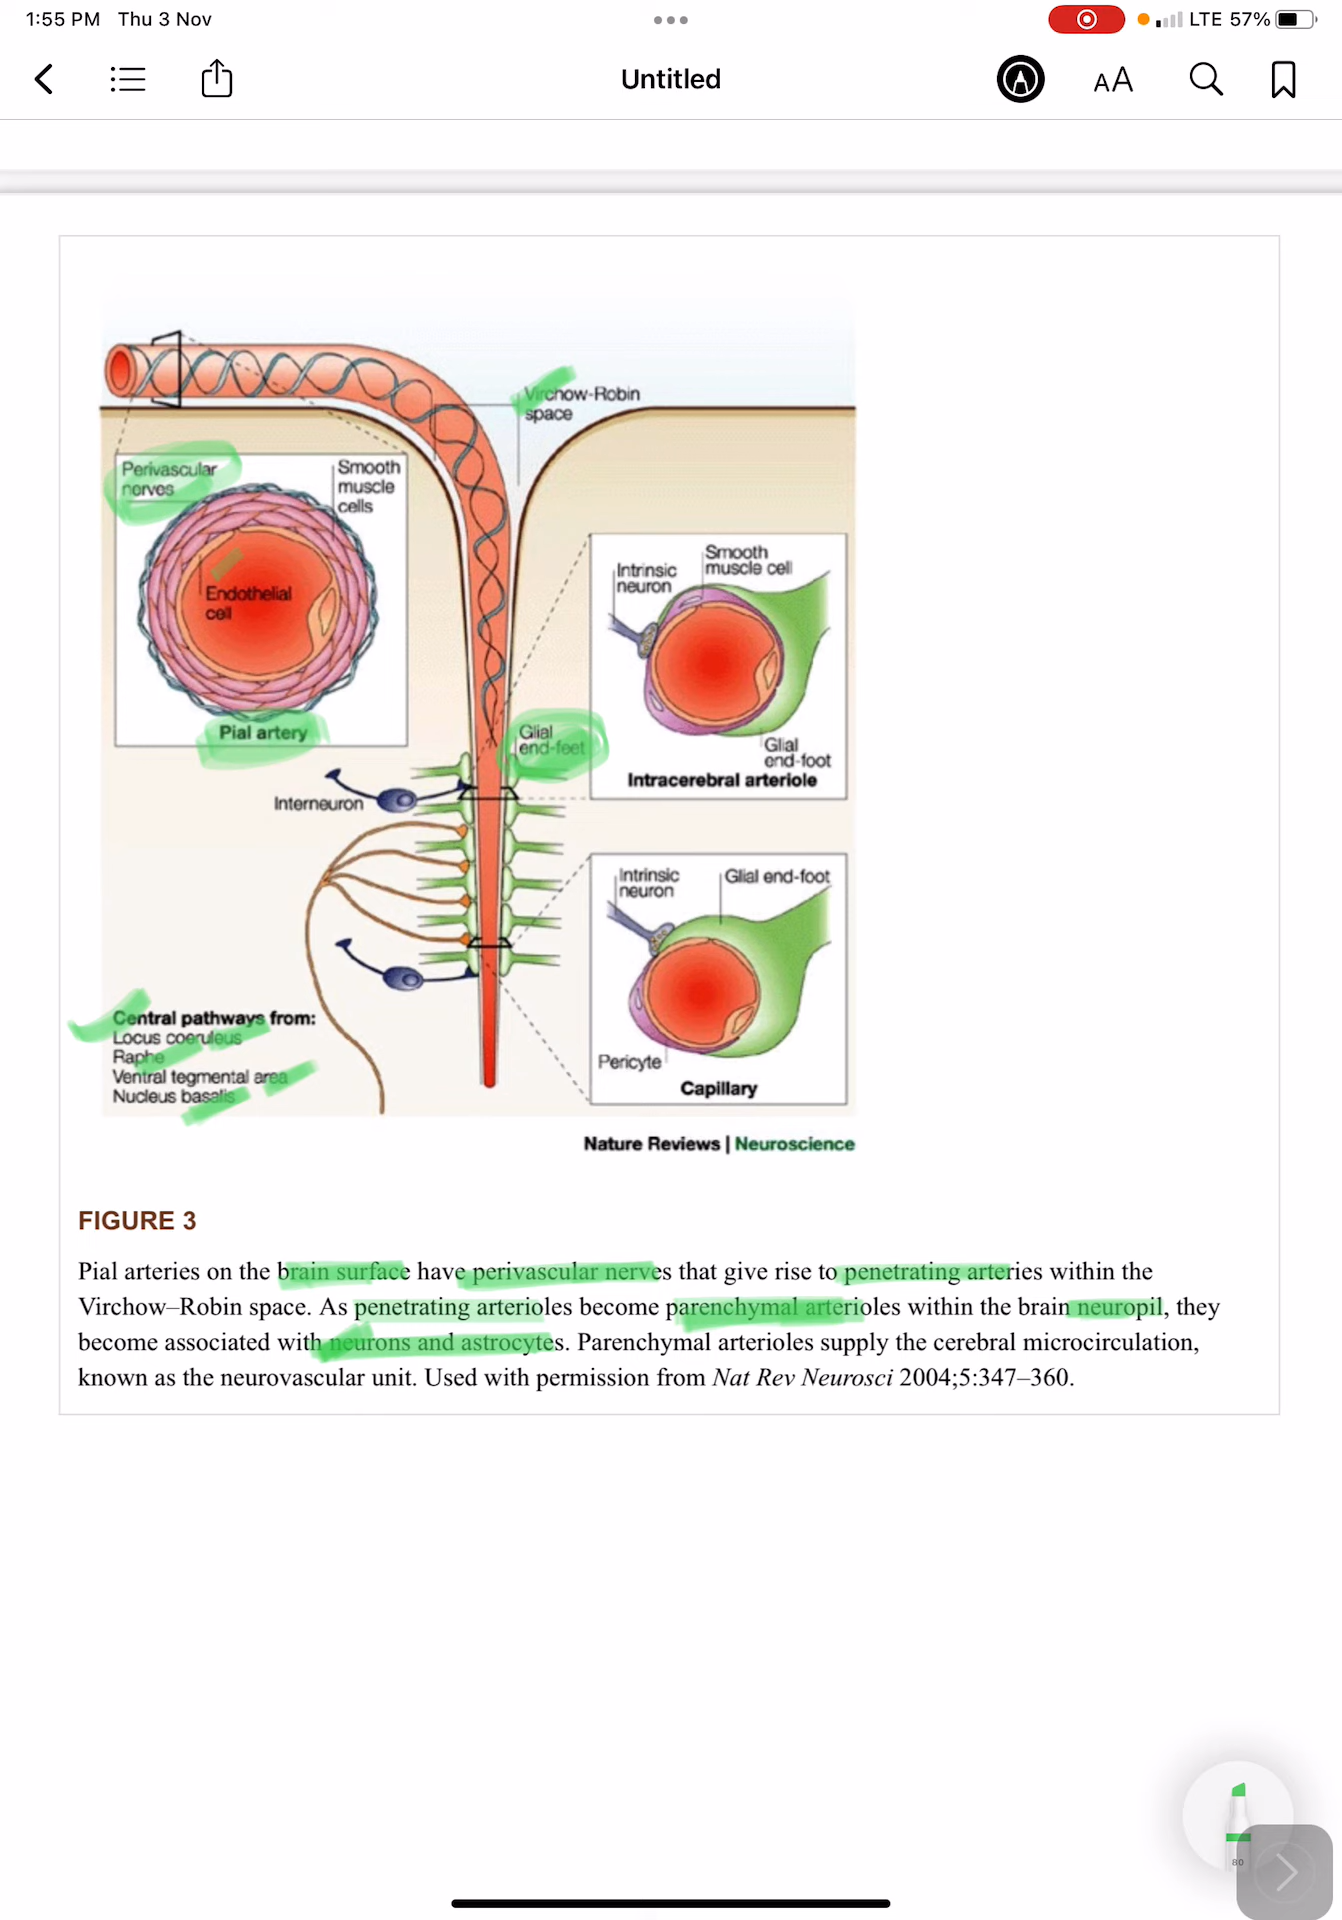 1:55 PM Thu 3 Nov
LTE 57%
Untitled
AA
Virchow-Robin
space
Perivascular
nerves
Smooth
muscle
cells
Endothelial
cell
Pial artery
Intrinsic
neuron
Smooth
muscle cell
Glial
end-foot
Intracerebral arteriole
Glial
end-feet
Interneuron
Intrinsic
neuron
Glial end-foot
Pericyte
Capillary
Central pathways from:
Locus coeruleus
Raphe
Ventral tegmental area
Nucleus basalis
Nature Reviews | Neuroscience
FIGURE 3
Pial arteries on the brain surface have perivascular nerves that give rise to penetrating arteries within the
Virchow–Robin space. As penetrating arterioles become parenchymal arterioles within the brain neuropil, they
become associated with neurons and astrocytes. Parenchymal arterioles supply the cerebral microcirculation,
known as the neurovascular unit. Used with permission from Nat Rev Neurosci 2004;5:347–360.
80